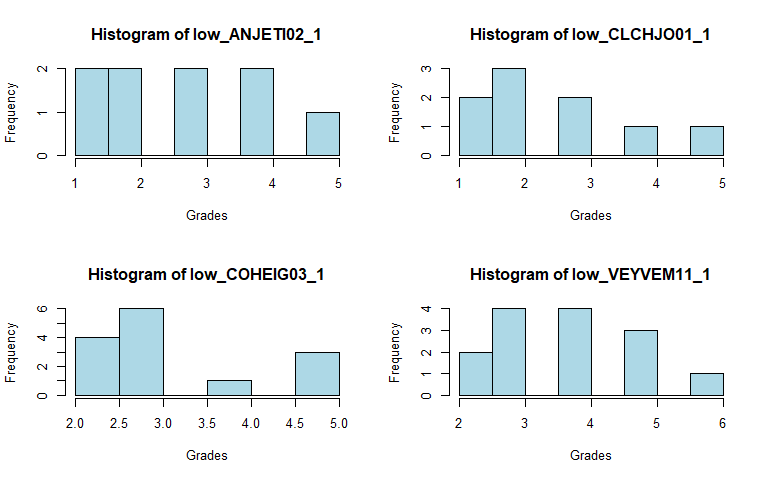 Histogram of low_ANJETI02_1
Frequency
0 1 2
1 2 3 4 5
Grades
Histogram of low_CLCHJO01_1
Frequency
0 1 2 3
1 2 3 4 5
Grades
Histogram of low_COHEIG03_1
Frequency
0 2 4 6
2.0 2.5 3.0 3.5 4.0 4.5 5.0
Grades
Histogram of low_VEYVEM11_1
Frequency
0 1 2 3 4
2 3 4 5 6
Grades